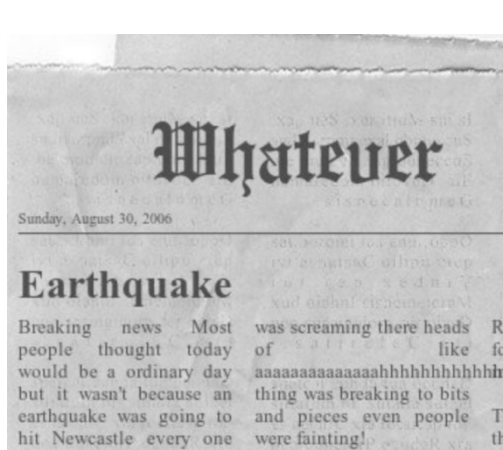 Whatever
Sunday, August 30, 2006
Earthquake
Breaking news Most
people thought today
would be a ordinary day
but it wasn't because an
earthquake was going to
hit Newcastle every one
was screaming there heads
of like
aaaaaaaaaaaaaahhhhhhhhhhhh
thing was breaking to bits
and pieces even people
were fainting!